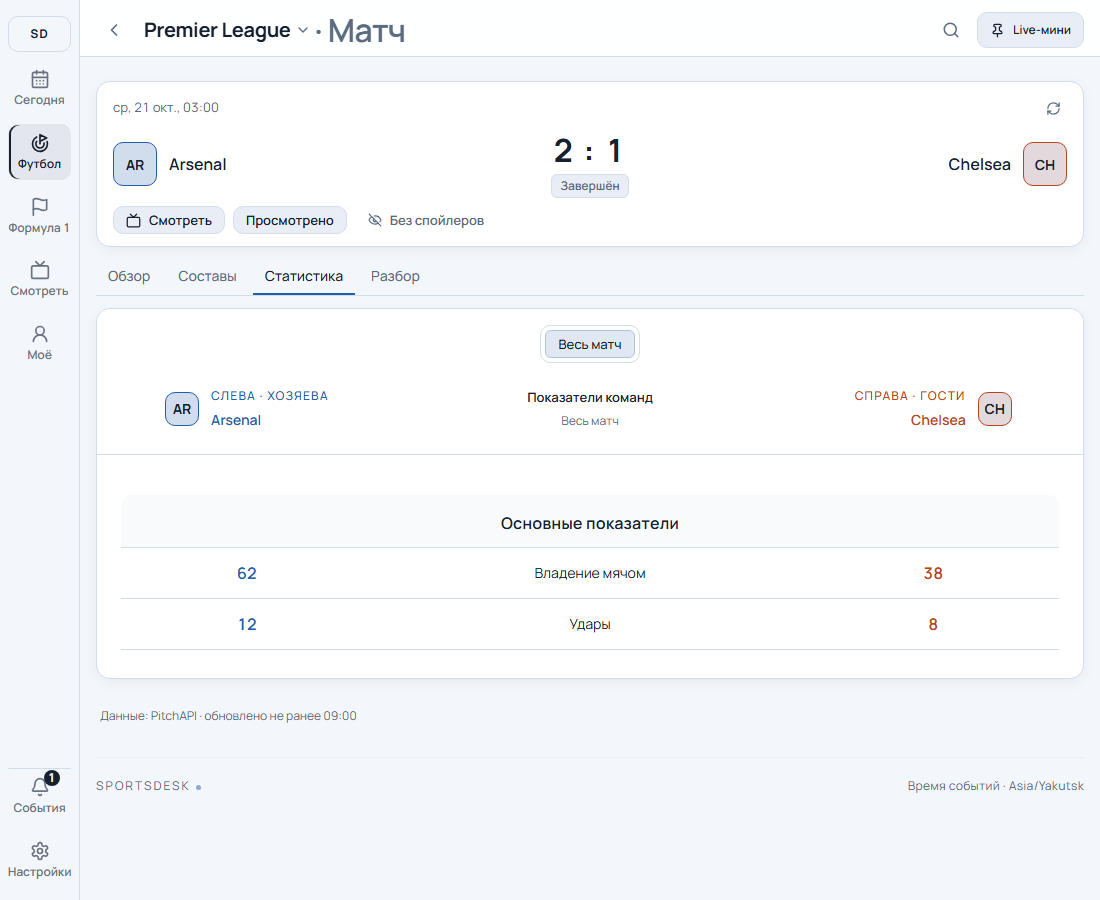 SD
Сегодня
Футбол
Формула 1
Смотреть
Моё
1
События
Настройки
Premier League • Матч
Live-мини
ср, 21 окт., 03:00
AR Arsenal
2 : 1
Завершён
Chelsea CH
Смотреть Просмотрено Без спойлеров
Обзор Составы Статистика Разбор
Весь матч
AR
СЛЕВА · ХОЗЯЕВА
Arsenal
Показатели команд
Весь матч
СПРАВА · ГОСТИ
Chelsea
CH
Основные показатели
62 Владение мячом 38
12 Удары 8
Данные: PitchAPI · обновлено не ранее 09:00
SPORTSDESK
Время событий · Asia/Yakutsk